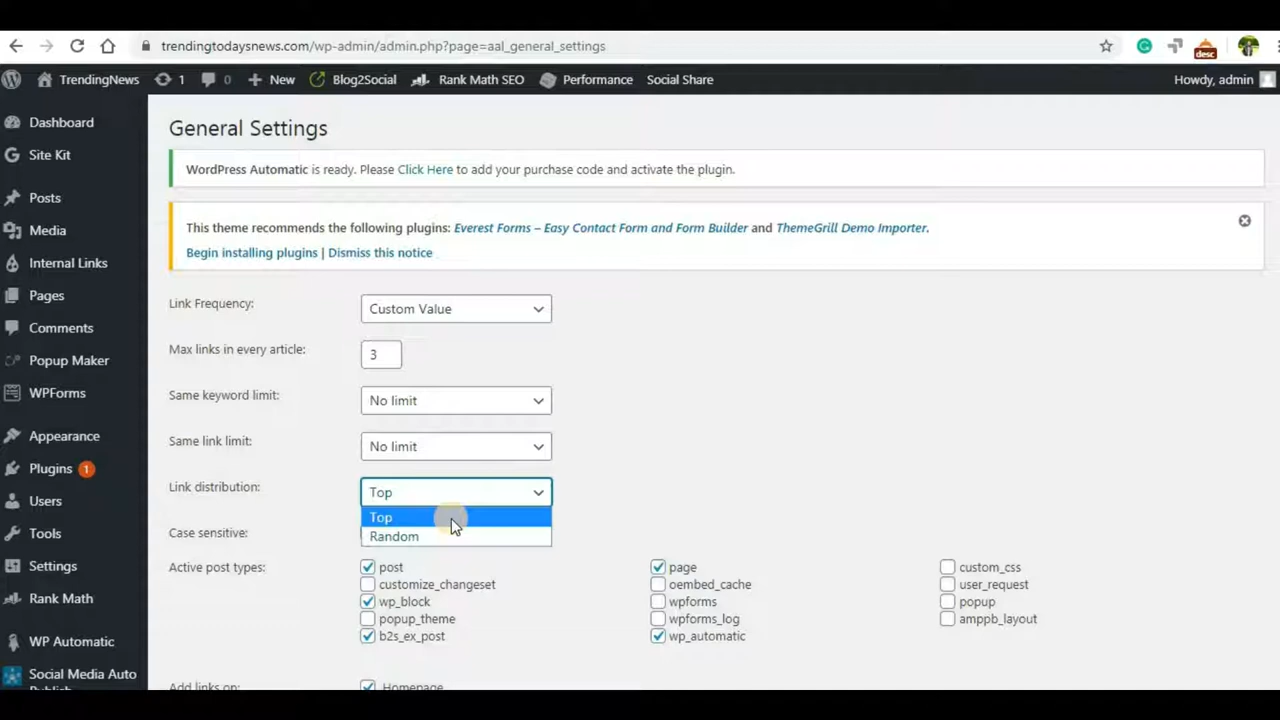 trendingtodaysnews.com/wp-admin/admin.php?page=aal_general_settings
desc
TrendingNews 1 0 New Blog2Social Rank Math SEO Performance Social Share Howdy, admin
Dashboard
Site Kit
Posts
Media
Internal Links
Pages
Comments
Popup Maker
WPForms
Appearance
Plugins 1
Users
Tools
Settings
Rank Math
WP Automatic
Social Media Auto
General Settings
WordPress Automatic is ready. Please Click Here to add your purchase code and activate the plugin.
This theme recommends the following plugins: Everest Forms – Easy Contact Form and Form Builder and ThemeGrill Demo Importer.
Begin installing plugins | Dismiss this notice
Link Frequency: Custom Value
Max links in every article: 3
Same keyword limit: No limit
Same link limit: No limit
Link distribution: Top
Top
Random
Case sensitive:
Active post types: post page custom_css
customize_changeset oembed_cache user_request
wp_block wpforms popup
popup_theme wpforms_log amppb_layout
b2s_ex_post wp_automatic
Add links on: Homepage